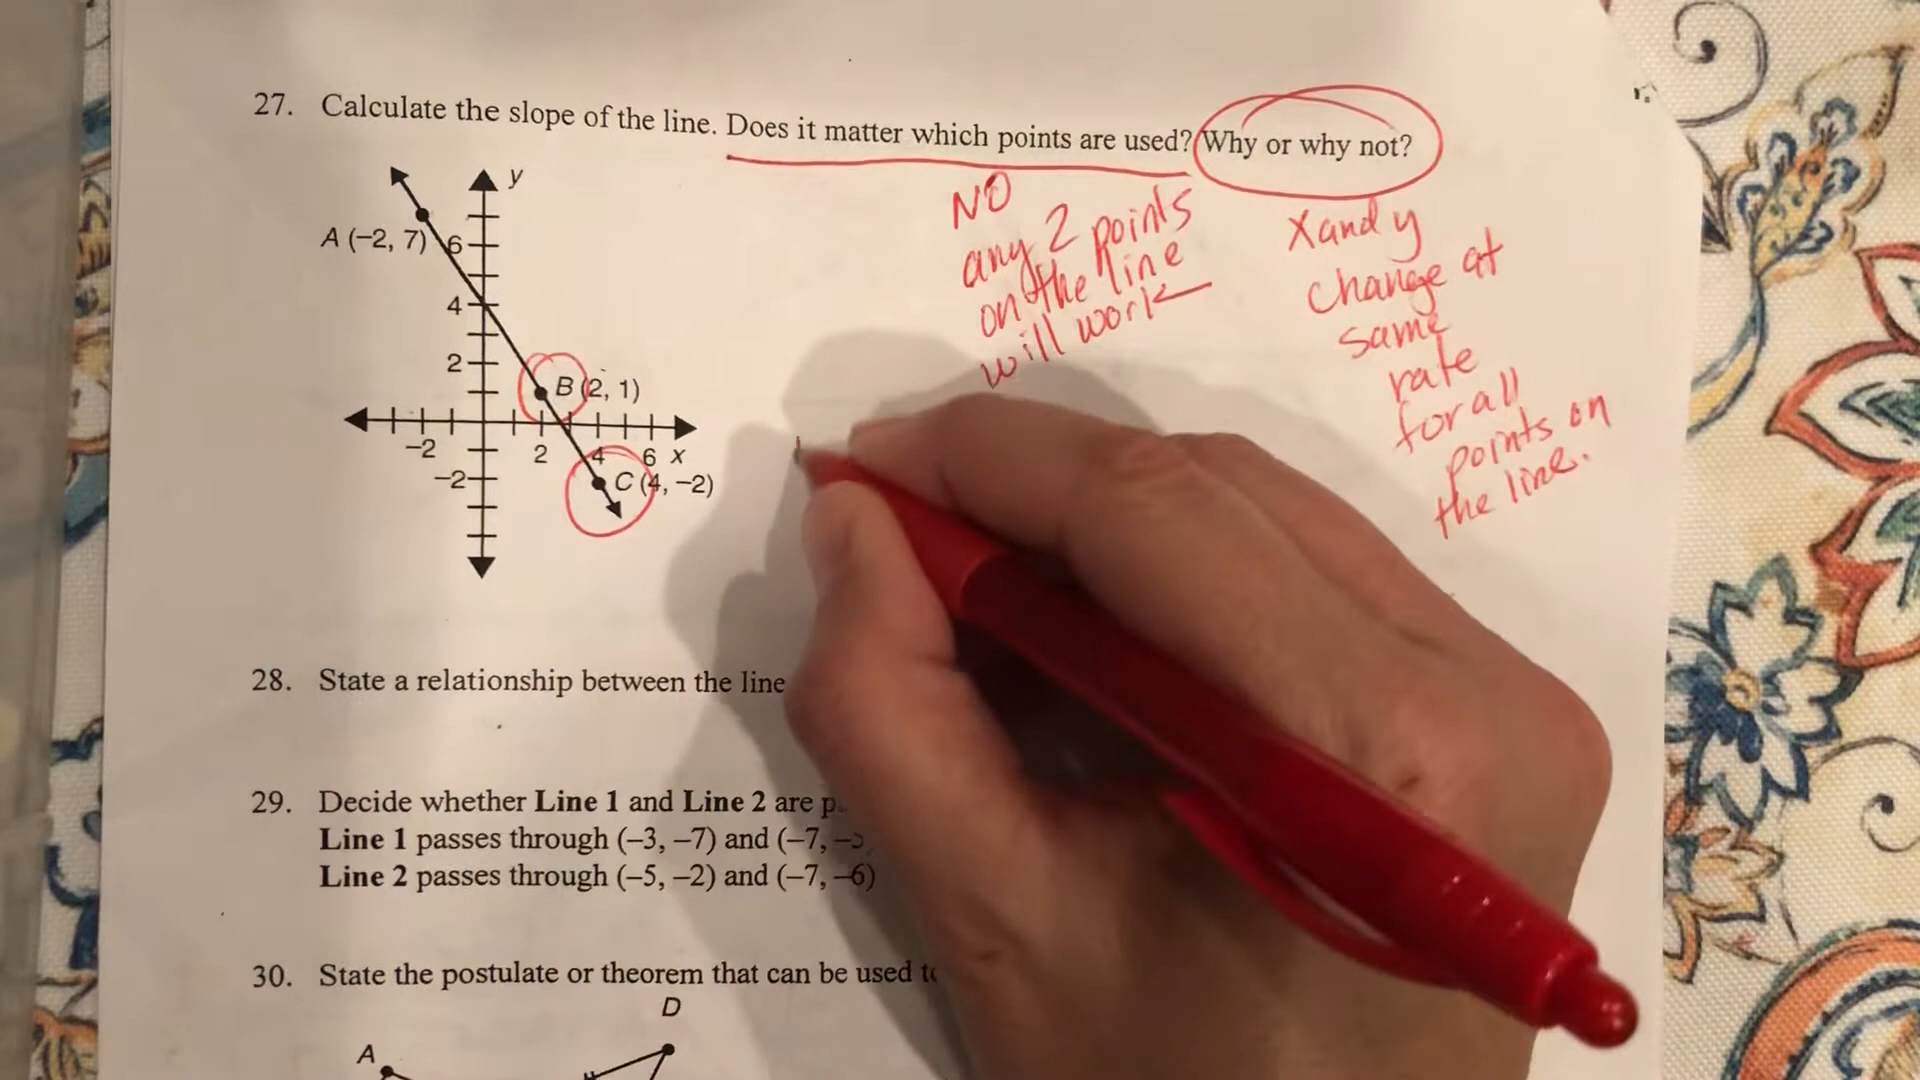 27. Calculate the slope of the line. Does it matter which points are used? Why or why not?
y
A (−2, 7)
6
4
2
B (2, 1)
−2
2
4
6
x
−2
C (4, −2)
NO
any 2 points
on the line
will work
X and y
change at
same
rate
for all
points on
the line.
28. State a relationship between the line
29. Decide whether Line 1 and Line 2 are p
Line 1 passes through (−3, −7) and (−7, −
Line 2 passes through (−5, −2) and (−7, −6)
30. State the postulate or theorem that can be used
D
A